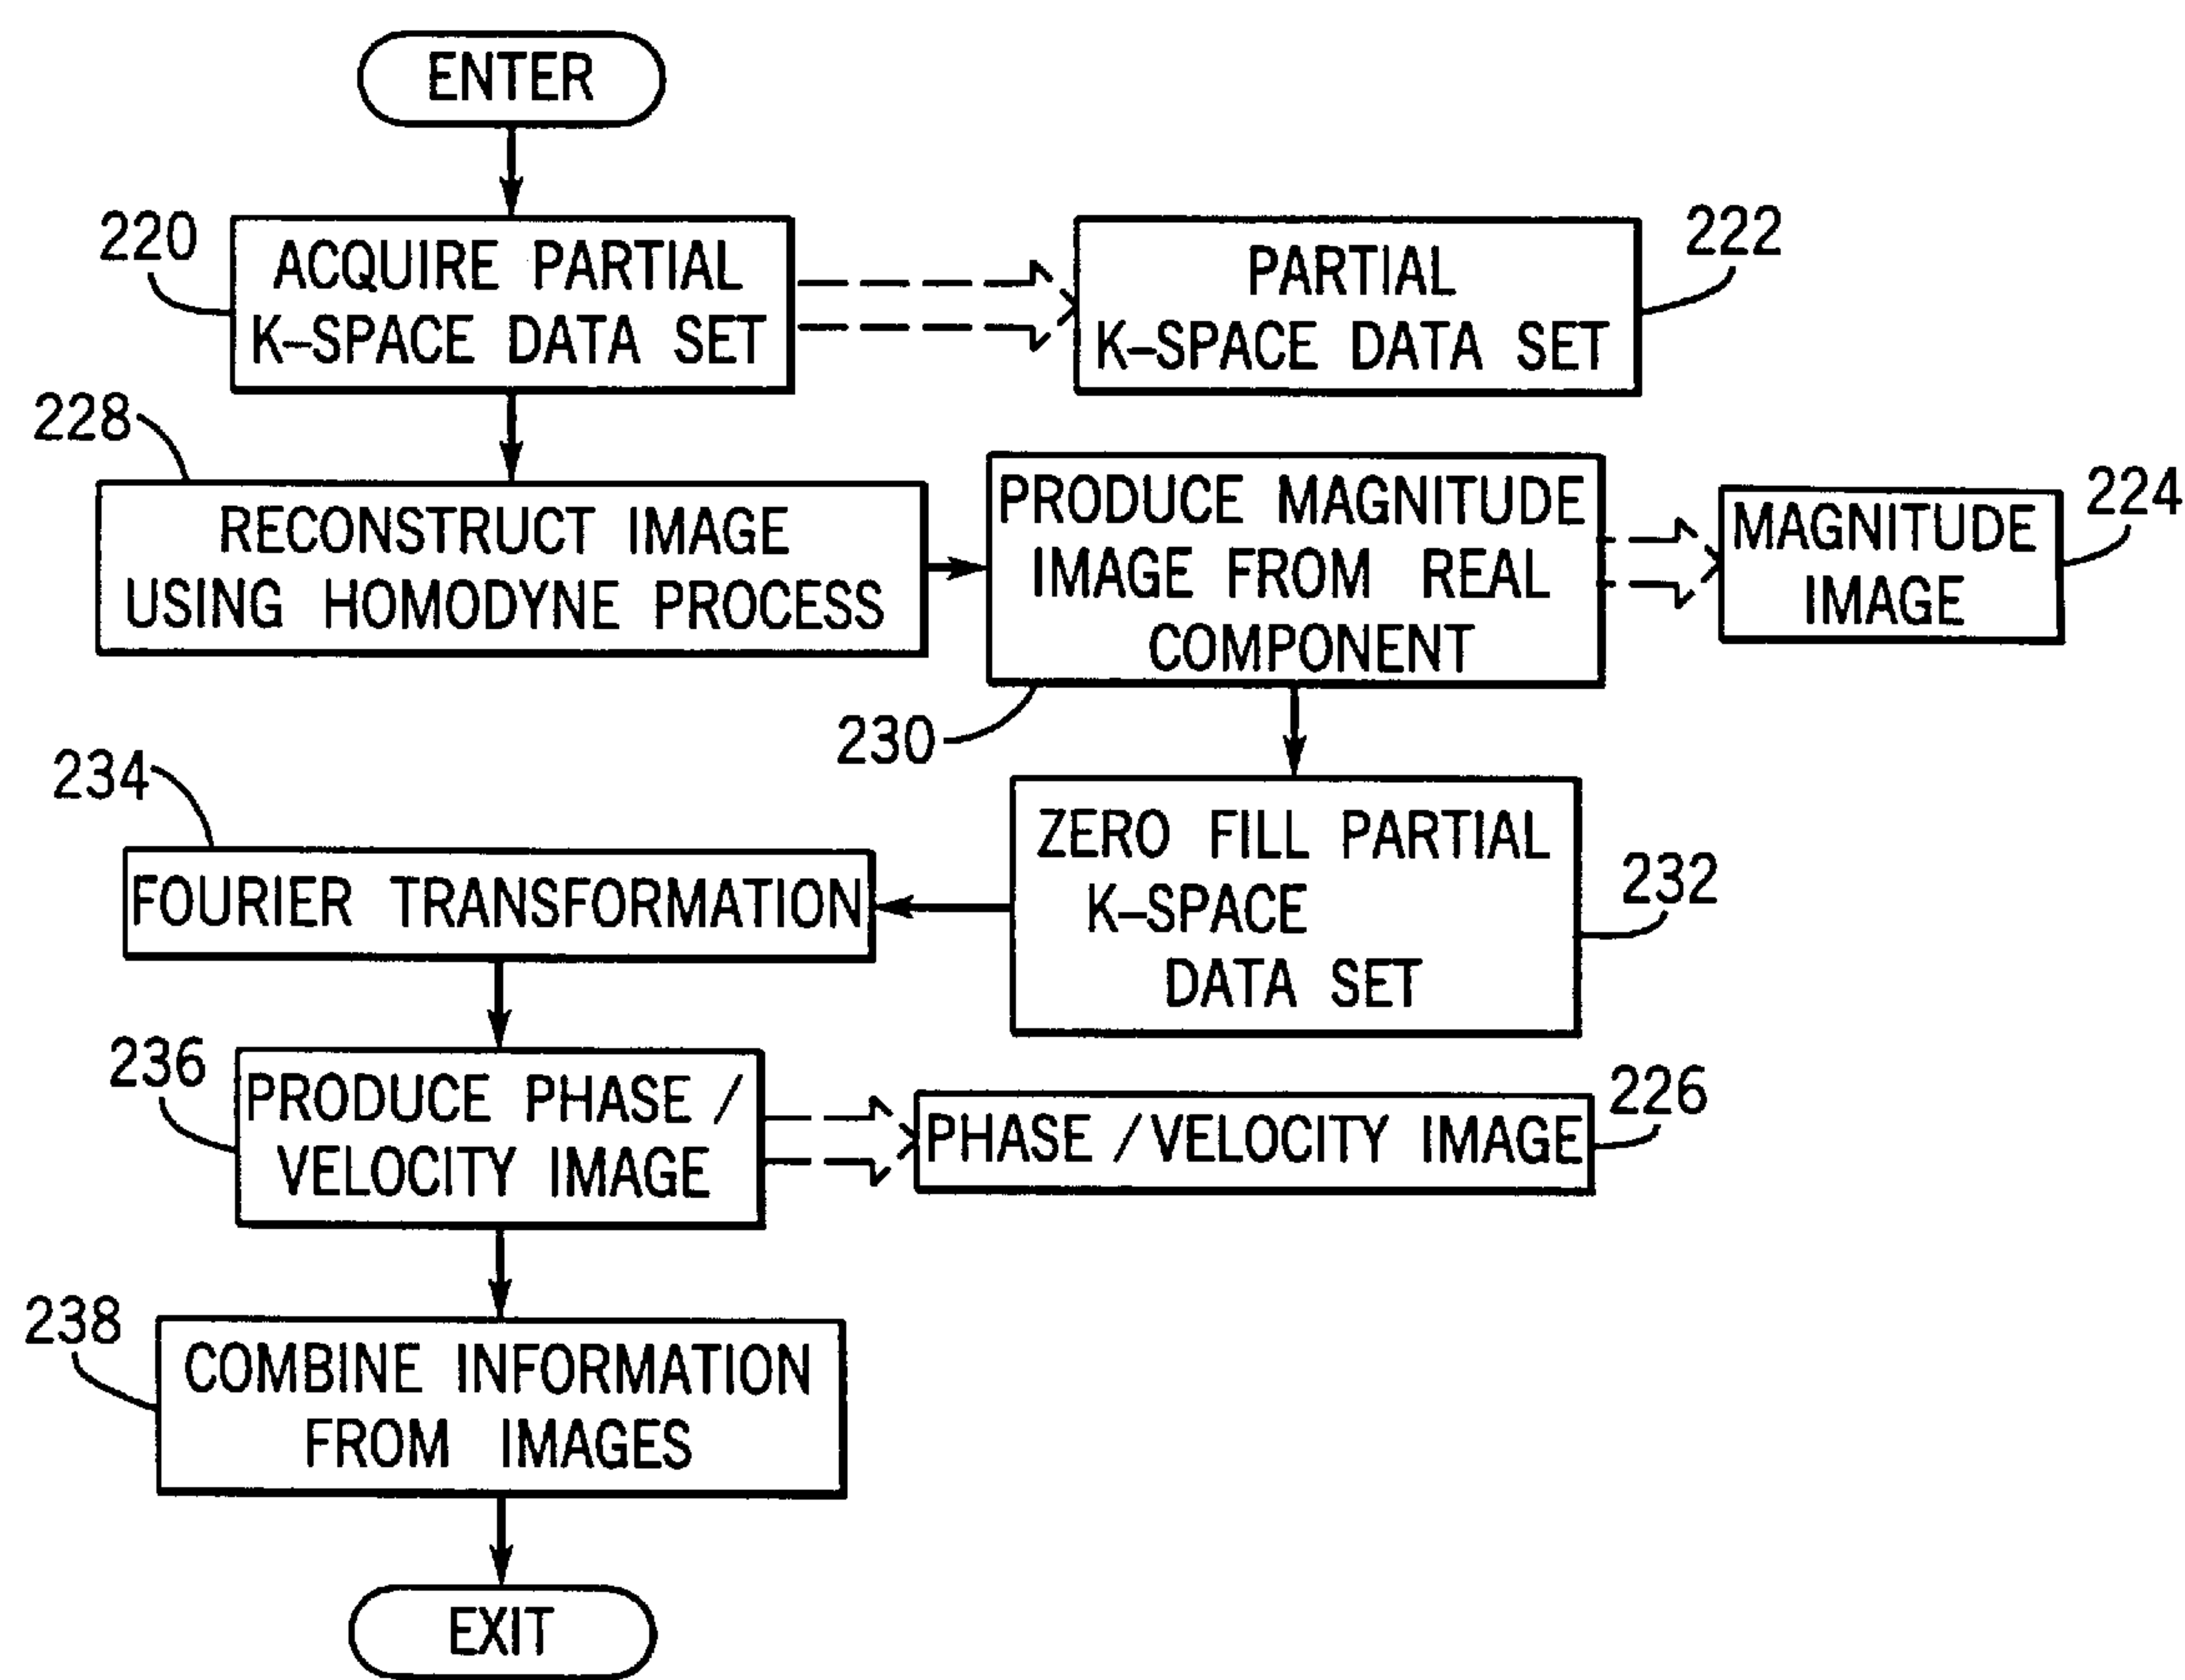 ENTER
220
ACQUIRE PARTIAL
K-SPACE DATA SET
PARTIAL
K-SPACE DATA SET
222
228
RECONSTRUCT IMAGE
USING HOMODYNE PROCESS
PRODUCE MAGNITUDE
IMAGE FROM REAL
COMPONENT
230
MAGNITUDE
IMAGE
224
ZERO FILL PARTIAL
K-SPACE
DATA SET
232
234
FOURIER TRANSFORMATION
236
PRODUCE PHASE /
VELOCITY IMAGE
PHASE / VELOCITY IMAGE
226
238
COMBINE INFORMATION
FROM IMAGES
EXIT